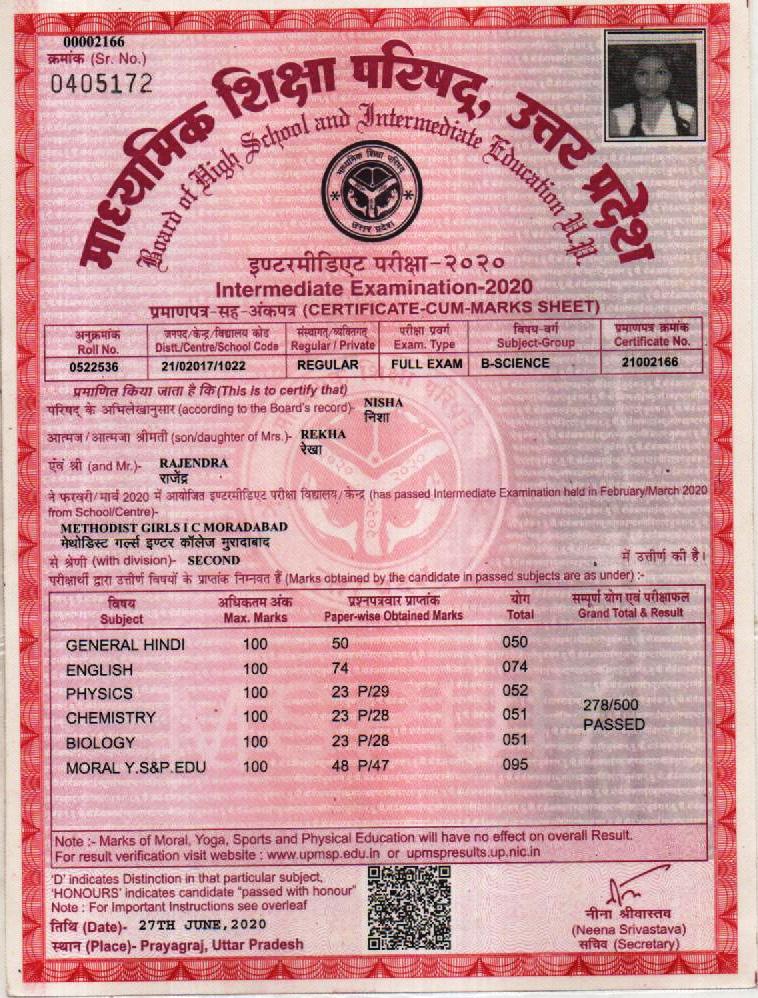 00002166
क्रमांक (Sr. No.)
0405172
माध्यमिक शिक्षा परिषद्, उत्तर प्रदेश
Board of High School and Intermediate Education U.P.
माध्यमिक शिक्षा परिषद
उत्तर प्रदेश
इण्टरमीडिएट परीक्षा-२०२०
Intermediate Examination-2020
प्रमाणपत्र-सह-अंकपत्र (CERTIFICATE-CUM-MARKS SHEET)
अनुक्रमांक जनपद/केन्द्र/विद्यालय कोड संस्थागत/व्यक्तिगत परीक्षा प्रवर्ग विषय-वर्ग प्रमाणपत्र क्रमांक
Roll No. Distt./Centre/School Code Regular / Private Exam. Type Subject-Group Certificate No.
0522536 21/02017/1022 REGULAR FULL EXAM B-SCIENCE 21002166
प्रमाणित किया जाता है कि (This is to certify that)
परिषद् के अभिलेखानुसार (according to the Board's record)- NISHA
निशा
आत्मज/आत्मजा श्रीमती (son/daughter of Mrs.)- REKHA
रेखा
एवं श्री (and Mr.)- RAJENDRA
राजेंद्र
ने फरवरी/मार्च 2020 में आयोजित इण्टरमीडिएट परीक्षा विद्यालय/केन्द्र (has passed Intermediate Examination held in February/March 2020
from School/Centre)-
METHODIST GIRLS I C MORADABAD
मेथोडिस्ट गर्ल्स इण्टर कॉलेज मुरादाबाद
से श्रेणी (with division)- SECOND में उत्तीर्ण की है।
परीक्षार्थी द्वारा उत्तीर्ण विषयों के प्राप्तांक निम्नवत हैं (Marks obtained by the candidate in passed subjects are as under) :-
विषय अधिकतम अंक प्रश्नपत्रवार प्राप्तांक योग सम्पूर्ण योग एवं परीक्षाफल
Subject Max. Marks Paper-wise Obtained Marks Total Grand Total & Result
GENERAL HINDI 100 50 050
ENGLISH 100 74 074
PHYSICS 100 23 P/29 052
278/500
CHEMISTRY 100 23 P/28 051
PASSED
BIOLOGY 100 23 P/28 051
MORAL Y.S&P.EDU 100 48 P/47 095
Note :- Marks of Moral, Yoga, Sports and Physical Education will have no effect on overall Result.
For result verification visit website : www.upmsp.edu.in or upmspresults.up.nic.in
'D' indicates Distinction in that particular subject,
'HONOURS' indicates candidate "passed with honour"
Note : For Important Instructions see overleaf
तिथि (Date)- 27TH JUNE, 2020
स्थान (Place)- Prayagraj, Uttar Pradesh
नीना श्रीवास्तव
(Neena Srivastava)
सचिव (Secretary)